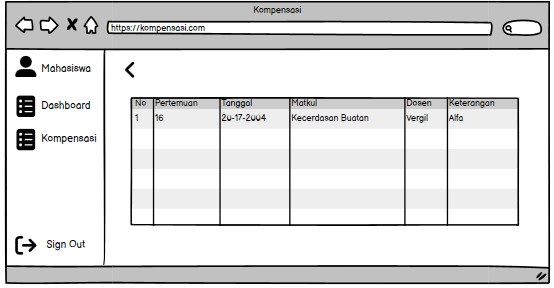 Kompensasi
https://kompensasi.com
Mahasiswa
Dashboard
Kompensasi
Sign Out
No Pertemuan Tanggal Matkul Dosen Keterangan
1 16 20-17-2004 Kecerdasan Buatan Vergil Alfa